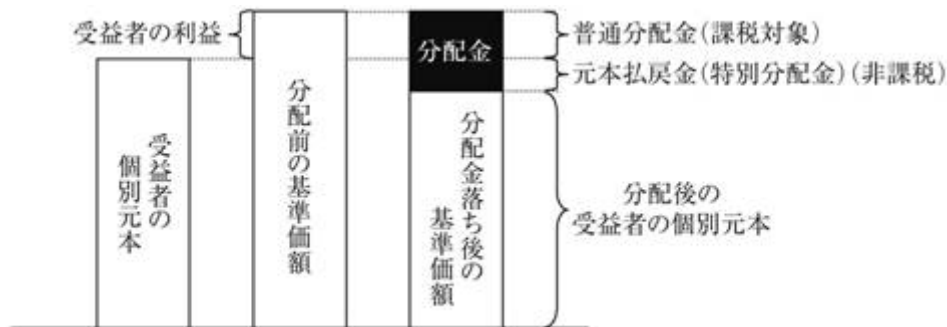 受益者の利益
分配金
普通分配金(課税対象)
元本払戻金(特別分配金)(非課税)
受益者の
個別元本
分配前の基準価額
分配金落ち後の
基準価額
分配後の
受益者の個別元本